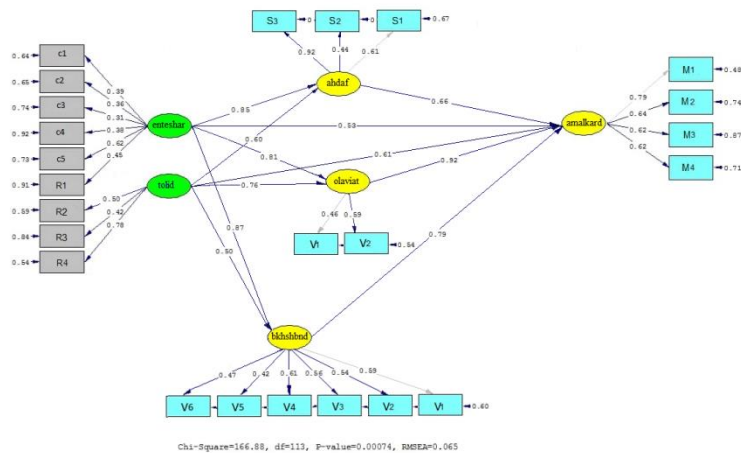 S3
S2
S1
0
0
0.67
0.92
0.44
0.61
0.64
c1
0.65
c2
0.74
c3
0.92
c4
0.73
c5
0.91
R1
0.59
R2
0.84
R3
0.54
R4
0.39
0.36
0.31
0.38
0.62
0.45
0.50
0.42
0.78
enteshar
tolid
ahdaf
olaviat
bkhshbnd
amalkard
0.85
0.60
0.53
0.81
0.61
0.76
0.87
0.50
0.66
0.92
0.79
0.46
0.59
V1
V2
0.54
0.79
0.64
0.62
0.62
M1
M2
0.74
M3
0.87
M4
0.71
0.47
0.42
0.61
0.56
0.54
0.59
V6
V5
V4
V3
V2
V1
0.60
Chi-Square=166.88, df=113, P-value=0.00074, RMSEA=0.065